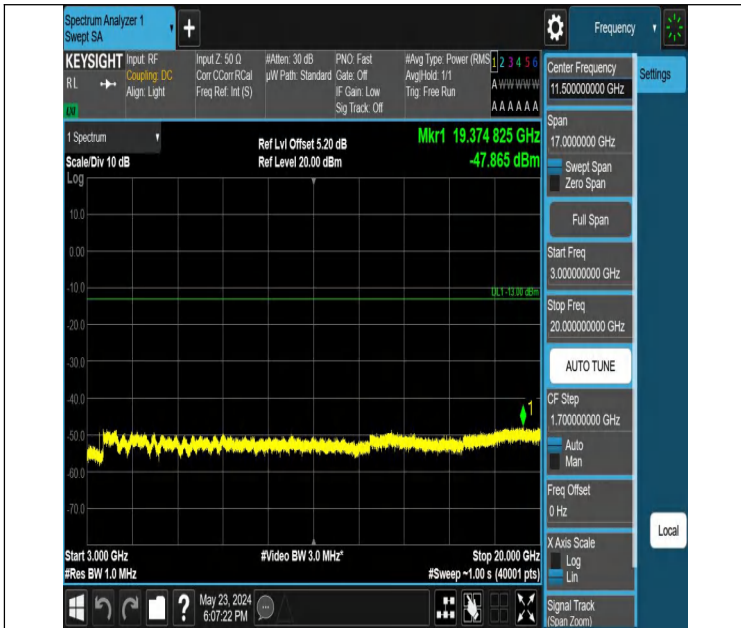 Spectrum Analyzer 1
Swept SA
+
Frequency
KEYSIGHT
RL
LXI
Input: RF
Coupling: DC
Align: Light
Input Z: 50 Ω
Corr CCorr RCal
Freq Ref: Int (S)
#Atten: 30 dB
µW Path: Standard
PNO: Fast
Gate: Off
IF Gain: Low
Sig Track: Off
#Avg Type: Power (RMS
Avg|Hold: 1/1
Trig: Free Run
1 2 3 4 5 6
A W W W W W
A A A A A A
1 Spectrum
Scale/Div 10 dB
Log
Ref Lvl Offset 5.20 dB
Ref Level 20.00 dBm
Mkr1 19.374 825 GHz
-47.865 dBm
10.0
0.00
-10.0
DL1 -13.00 dBm
-20.0
-30.0
-40.0
1
-50.0
-60.0
-70.0
Start 3.000 GHz
#Video BW 3.0 MHz*
Stop 20.000 GHz
#Res BW 1.0 MHz
#Sweep ~1.00 s (40001 pts)
?
May 23, 2024
6:07:22 PM
Center Frequency
11.500000000 GHz
Settings
Span
17.0000000 GHz
Swept Span
Zero Span
Full Span
Start Freq
3.000000000 GHz
Stop Freq
20.000000000 GHz
AUTO TUNE
CF Step
1.700000000 GHz
Auto
Man
Freq Offset
0 Hz
Local
X Axis Scale
Log
Lin
Signal Track
(Span Zoom)